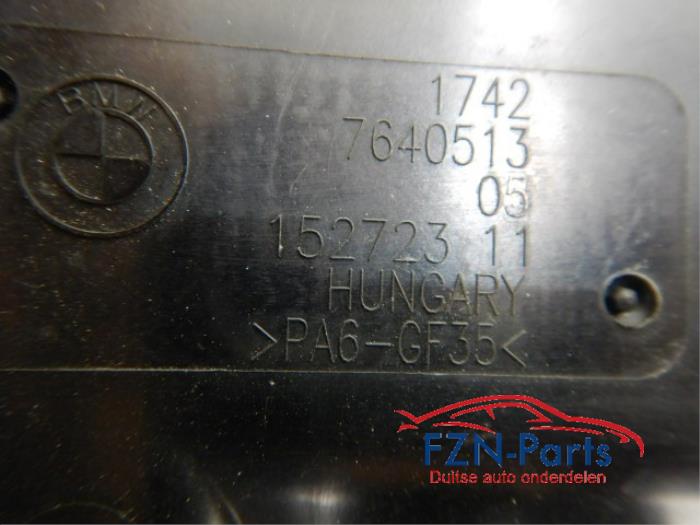 BMW
1742
7640513
05
152723 11
HUNGARY
>PA6-GF35<
FZN-Parts
Duitse auto onderdelen